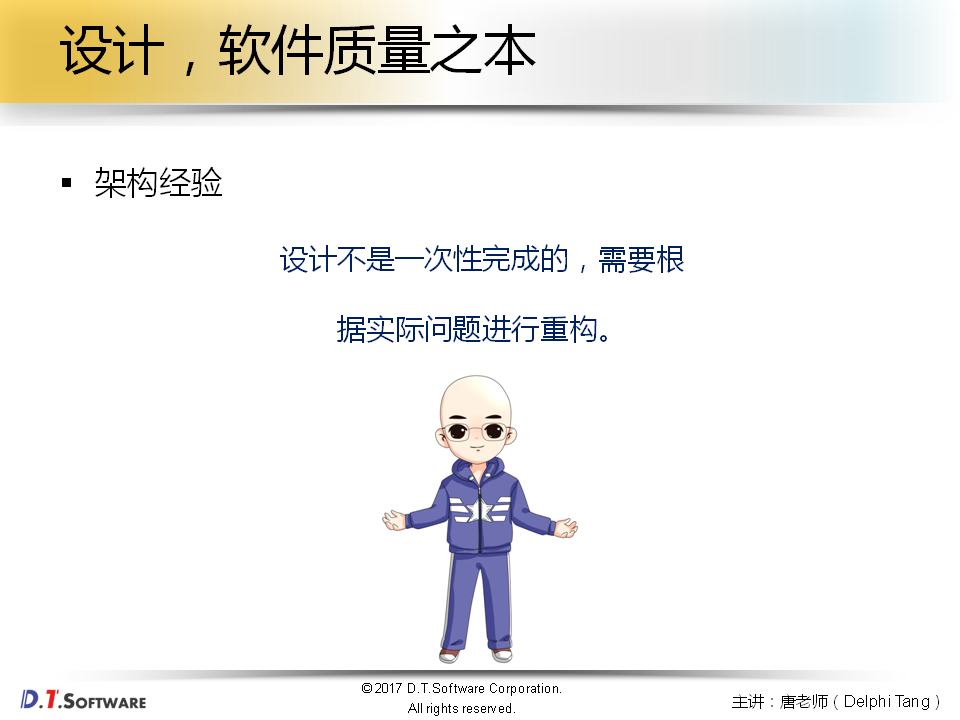 设计，软件质量之本
▪ 架构经验
设计不是一次性完成的，需要根
据实际问题进行重构。
D.T.SOFTWARE
©2017 D.T.Software Corporation.
All rights reserved.
主讲：唐老师（Delphi Tang）